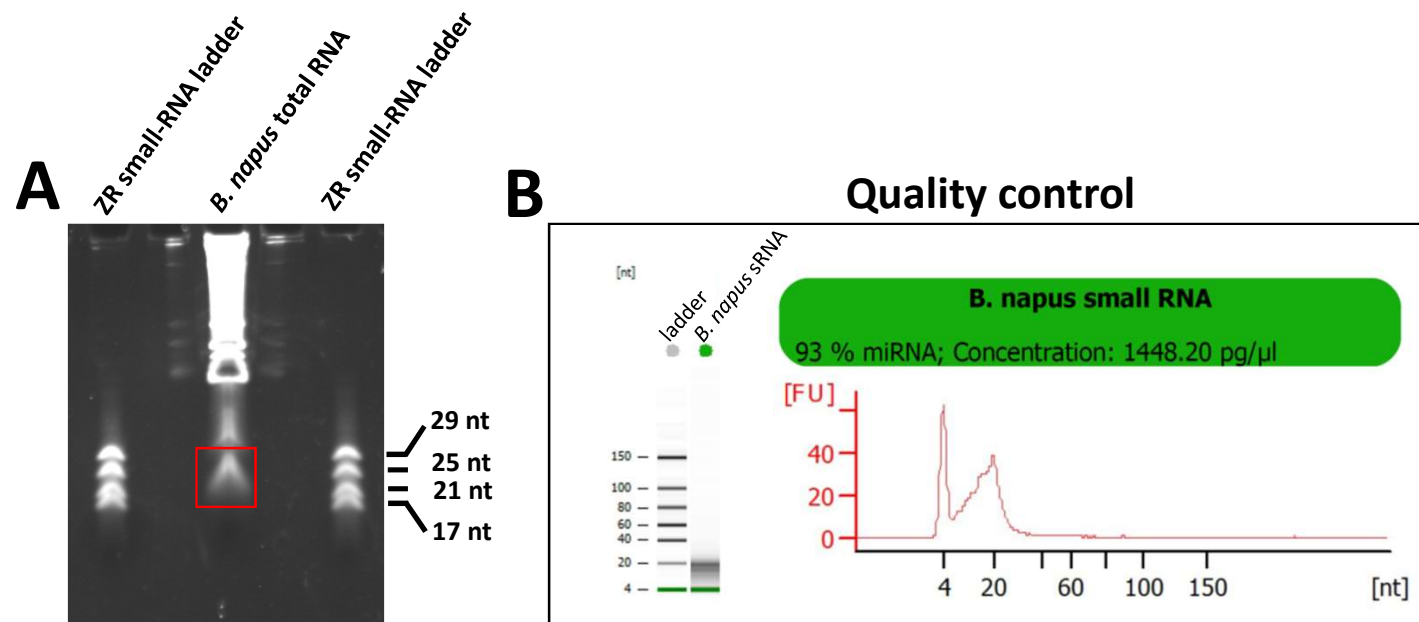 A
ZR small-RNA ladder
B. napus total RNA
ZR small-RNA ladder
29 nt
25 nt
21 nt
17 nt
B
Quality control
[nt]
ladder
B. napus sRNA
150
100
80
60
40
20
4
B. napus small RNA
93 % miRNA; Concentration: 1448.20 pg/µl
[FU]
40
20
0
4 20 60 100 150 [nt]